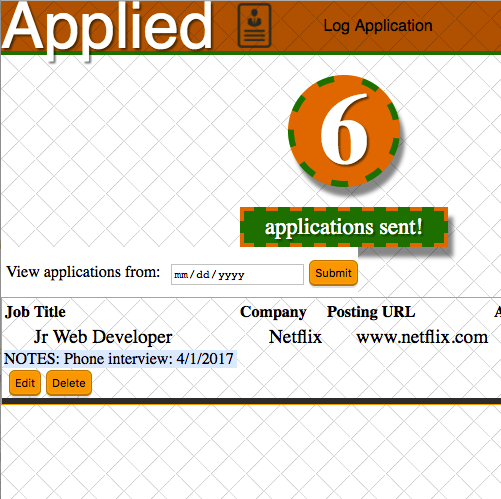 Applied
Log Application
6
applications sent!
View applications from: mm/dd/yyyy Submit
Job Title Company Posting URL A
Jr Web Developer Netflix www.netflix.com
NOTES: Phone interview: 4/1/2017
Edit Delete